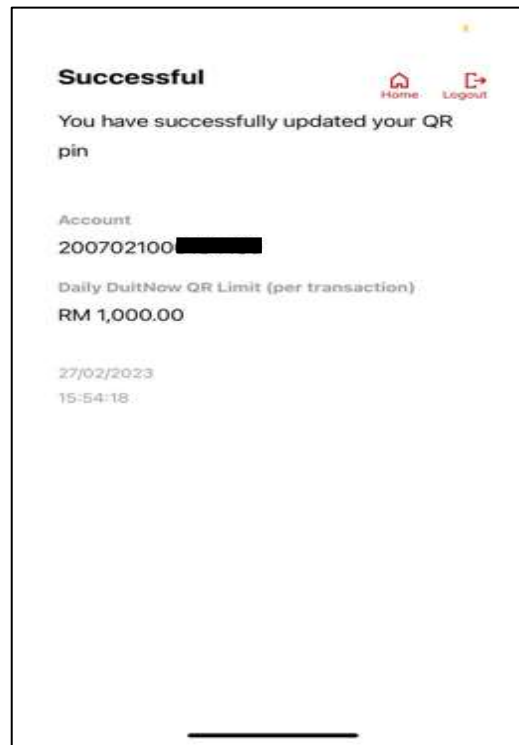 Successful
Home
Logout
You have successfully updated your QR
pin
Account
200702100
Daily DuitNow QR Limit (per transaction)
RM 1,000.00
27/02/2023
15:54:18